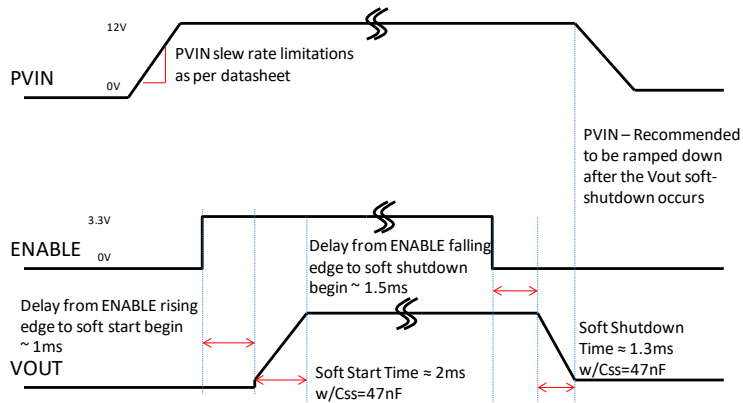 12V
PVIN slew rate limitations
as per datasheet
PVIN
0V
PVIN – Recommended
to be ramped down
after the Vout soft-
shutdown occurs
3.3V
ENABLE
0V
Delay from ENABLE falling
edge to soft shutdown
begin ~ 1.5ms
Delay from ENABLE rising
edge to soft start begin
~ 1ms
VOUT
Soft Start Time ≈ 2ms
w/Css=47nF
Soft Shutdown
Time ≈ 1.3ms
w/Css=47nF